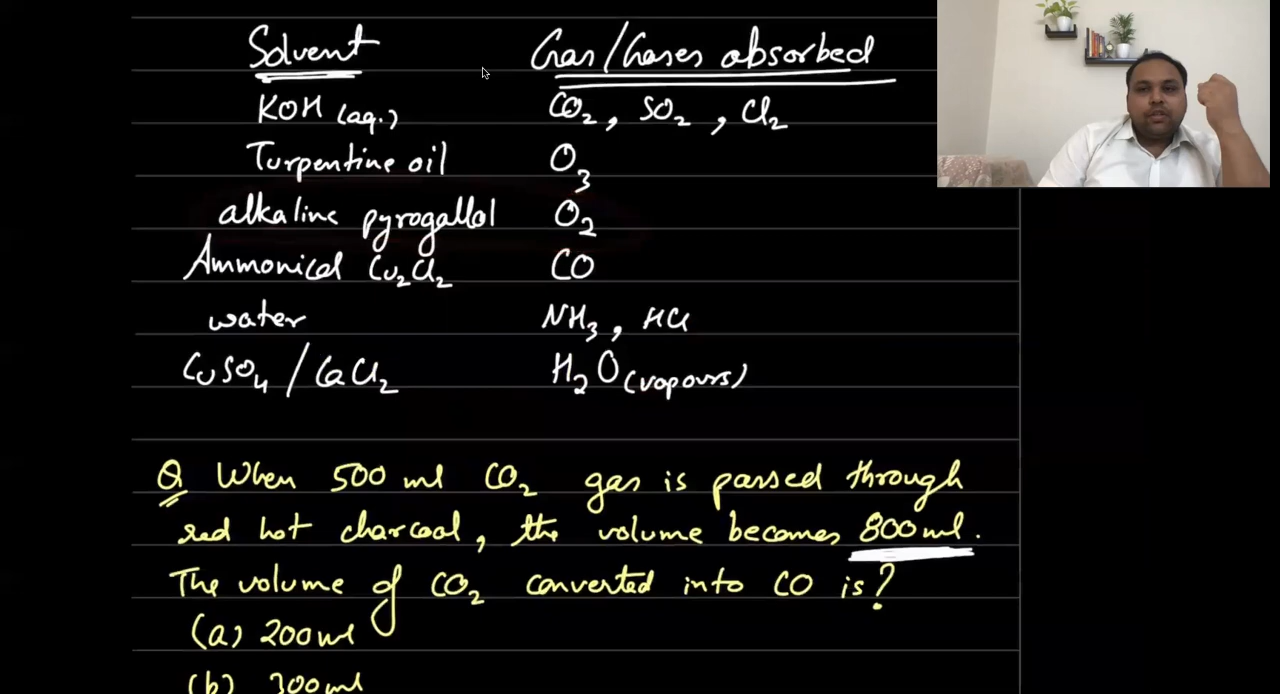 Solvent Gas/Gases absorbed
KOH (aq.) CO₂, SO₂, Cl₂
Turpentine oil O₃
alkaline pyrogallol O₂
Ammonical Cu₂Cl₂ CO
water NH₃, HCl
CuSO₄ / CaCl₂ H₂O (vapours)
Q When 500 ml CO₂ gas is passed through
red hot charcoal, the volume becomes 800 ml.
The volume of CO₂ converted into CO is?
(a) 200 ml
(b) 300 ml